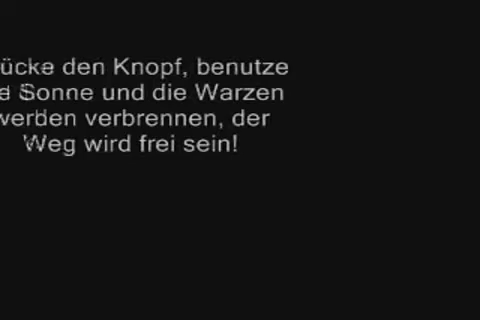 ücke den Knopf, benutze
e Sonne und die Warzen
werden verbrennen, der
Weg wird frei sein!